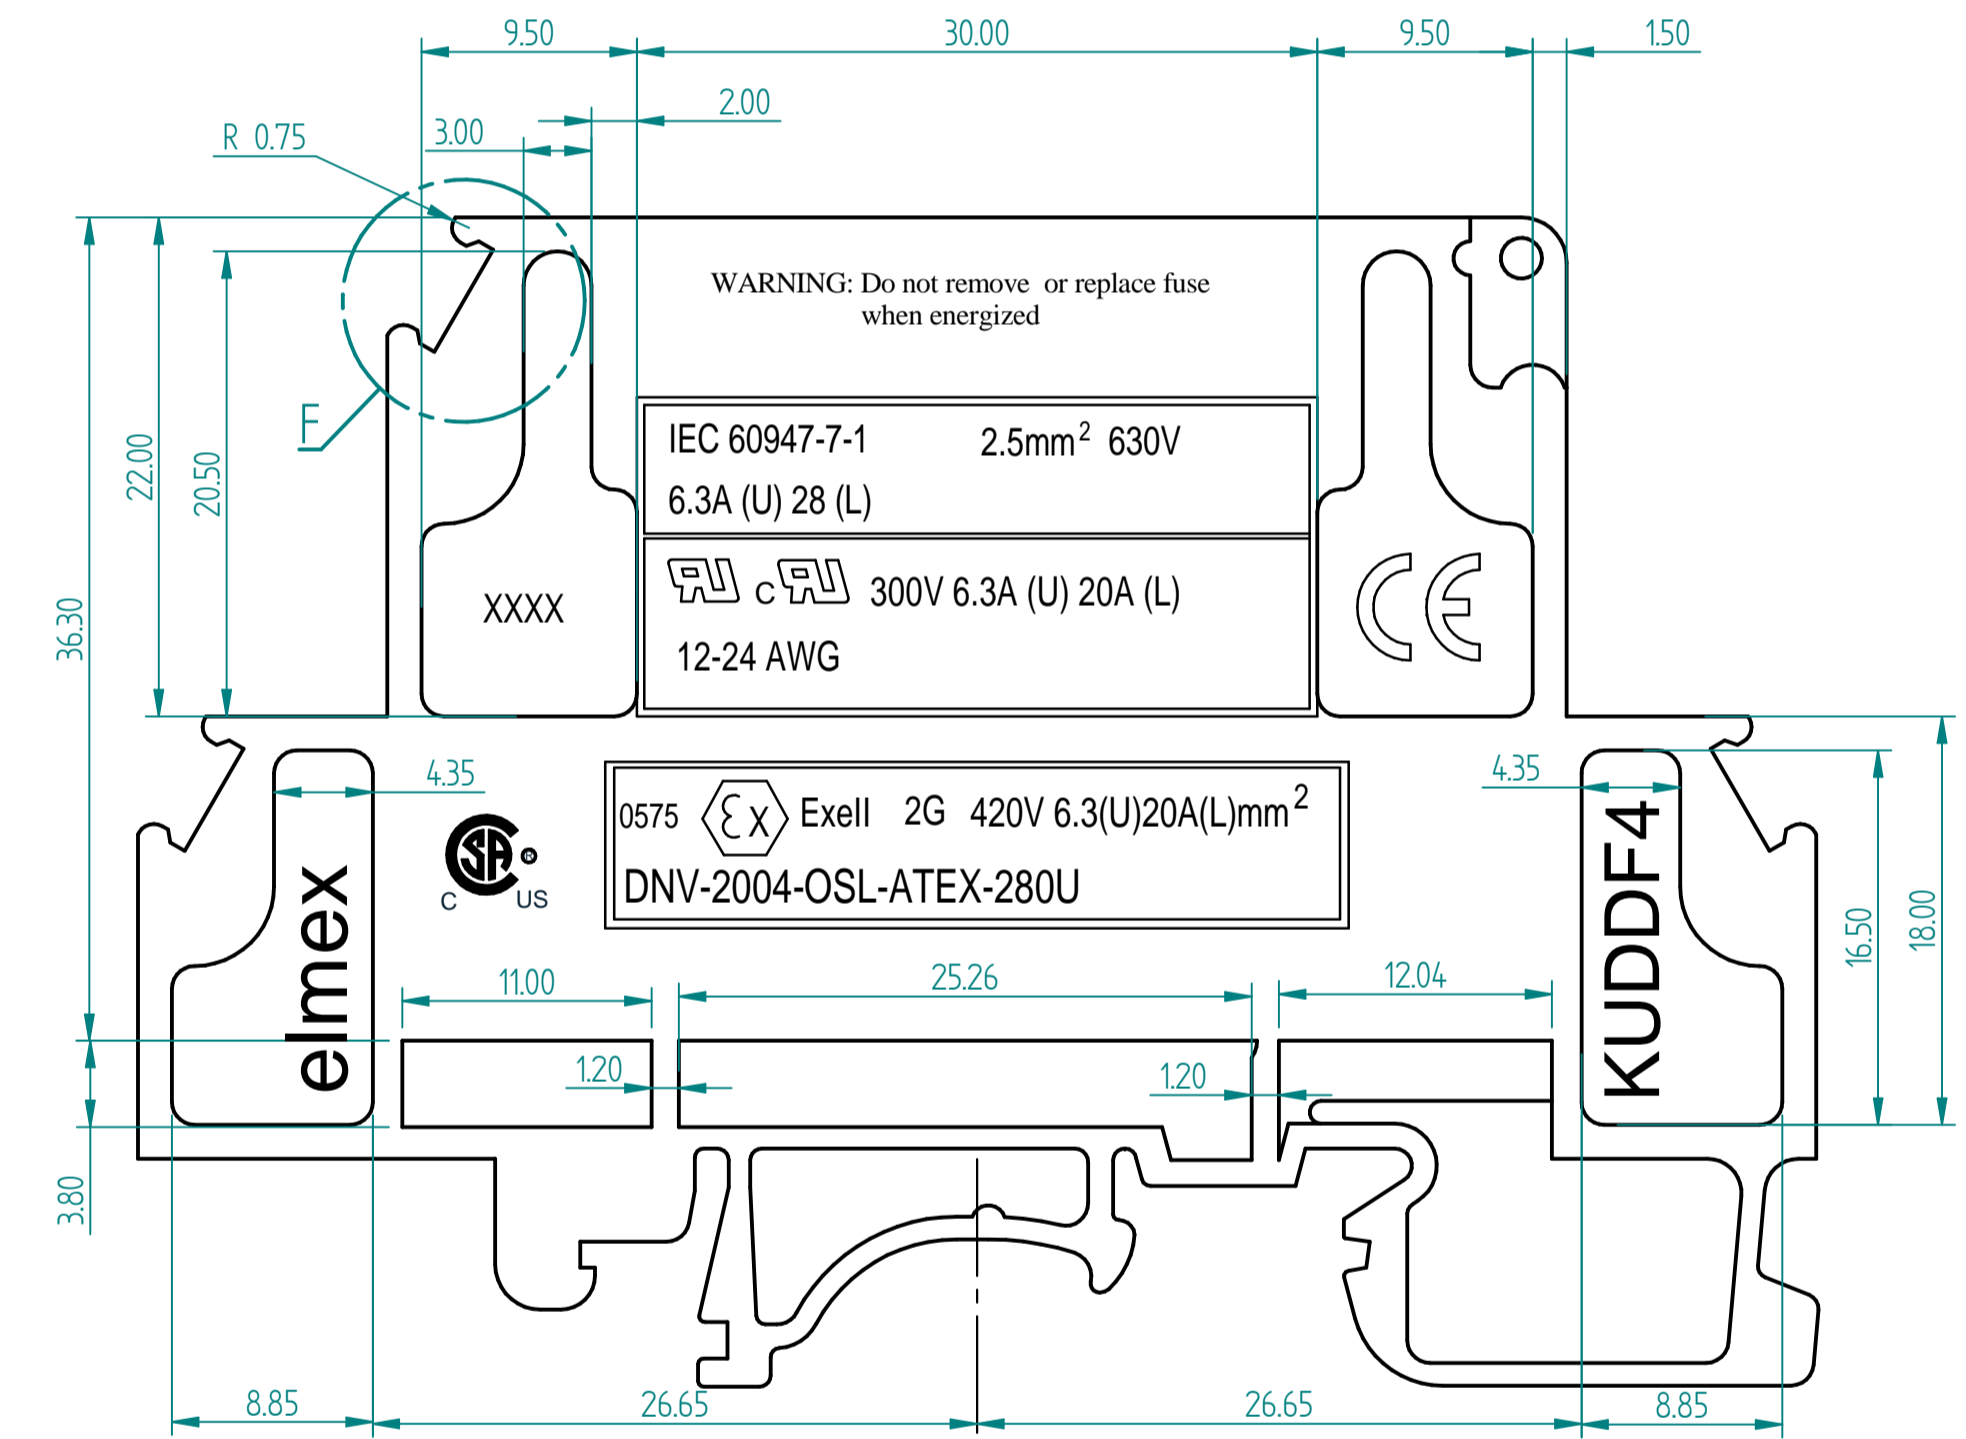 9.50 30.00 9.50 1.50
2.00
R 0.75 3.00
WARNING: Do not remove or replace fuse
when energized
F
22.00
20.50
36.30
IEC 60947-7-1 2.5mm² 630V
6.3A (U) 28 (L)
XXXX
c 300V 6.3A (U) 20A (L)
12-24 AWG
CE
4.35
4.35
elmex
CSA ®
C US
0575 εx ExeII 2G 420V 6.3(U)20A(L)mm²
DNV-2004-OSL-ATEX-280U
KUDDF4
16.50
18.00
11.00 25.26 12.04
1.20 1.20
3.80
8.85 26.65 26.65 8.85